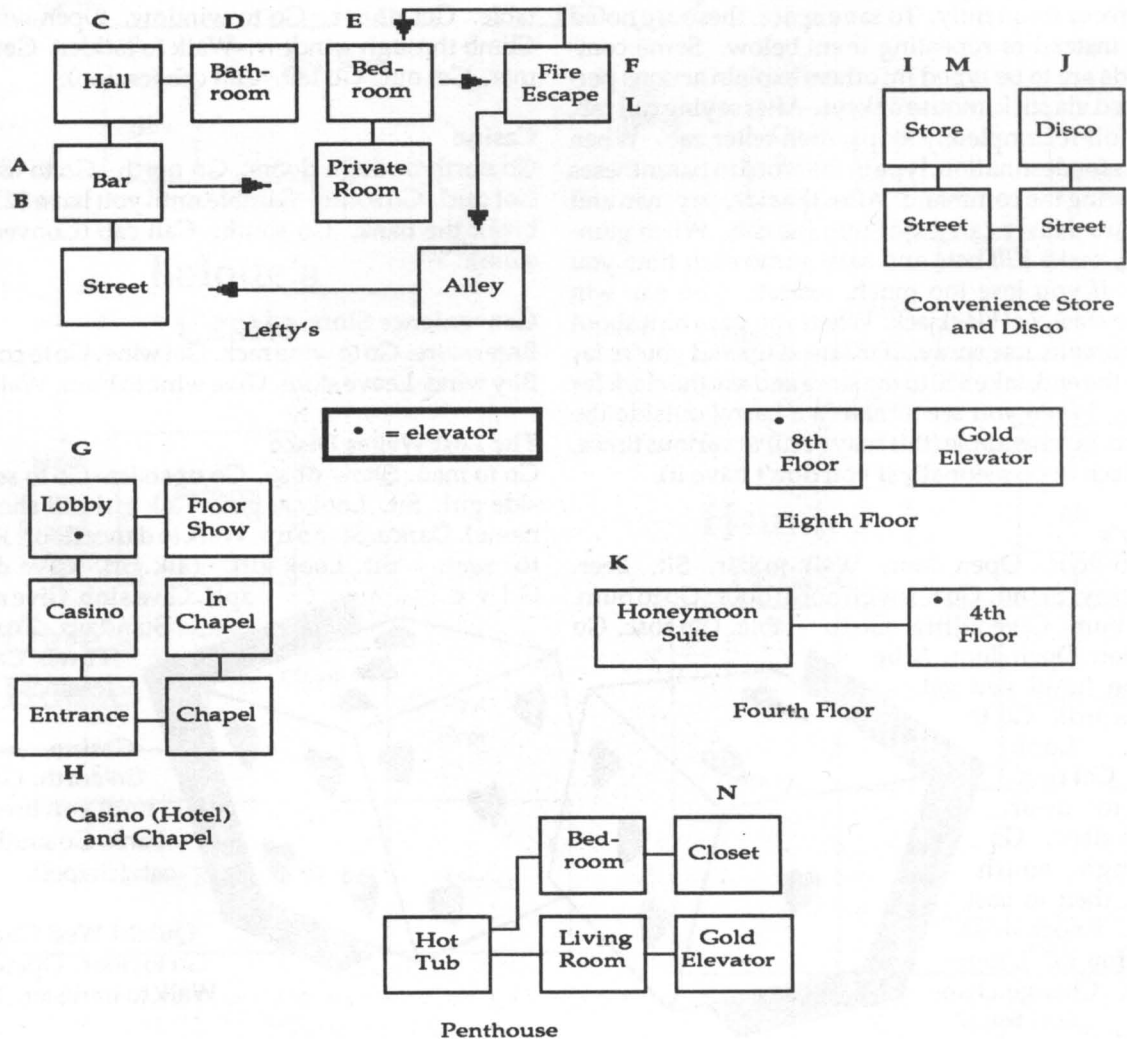 C D E
Hall
Bath-
room
Bed-
room
Fire
Escape
F
L
I M J
Store
Disco
A
B
Bar
Private
Room
Street
Street
Street
Alley
Lefty's
Convenience Store
and Disco
• = elevator
G
Lobby
Floor
Show
Casino
In
Chapel
Entrance
Chapel
H
Casino (Hotel)
and Chapel
8th
Floor
Gold
Elevator
Eighth Floor
K
Honeymoon
Suite
4th
Floor
Fourth Floor
N
Bed-
room
Closet
Hot
Tub
Living
Room
Gold
Elevator
Penthouse